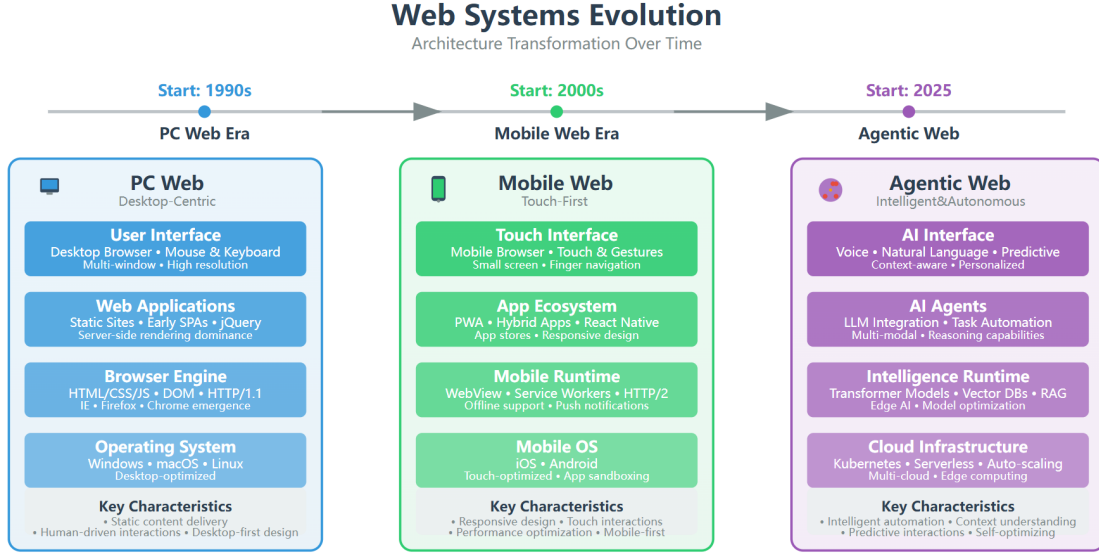 Web Systems Evolution
Architecture Transformation Over Time
Start: 1990s
Start: 2000s
Start: 2025
PC Web Era
Mobile Web Era
Agentic Web
PC Web
Desktop-Centric
User Interface
Desktop Browser • Mouse & Keyboard
Multi-window • High resolution
Web Applications
Static Sites • Early SPAs • jQuery
Server-side rendering dominance
Browser Engine
HTML/CSS/JS • DOM • HTTP/1.1
IE • Firefox • Chrome emergence
Operating System
Windows • macOS • Linux
Desktop-optimized
Key Characteristics
• Static content delivery
• Human-driven interactions • Desktop-first design
Mobile Web
Touch-First
Touch Interface
Mobile Browser • Touch & Gestures
Small screen • Finger navigation
App Ecosystem
PWA • Hybrid Apps • React Native
App stores • Responsive design
Mobile Runtime
WebView • Service Workers • HTTP/2
Offline support • Push notifications
Mobile OS
iOS • Android
Touch-optimized • App sandboxing
Key Characteristics
• Responsive design • Touch interactions
• Performance optimization • Mobile-first
Agentic Web
Intelligent&Autonomous
AI Interface
Voice • Natural Language • Predictive
Context-aware • Personalized
AI Agents
LLM Integration • Task Automation
Multi-modal • Reasoning capabilities
Intelligence Runtime
Transformer Models • Vector DBs • RAG
Edge AI • Model optimization
Cloud Infrastructure
Kubernetes • Serverless • Auto-scaling
Multi-cloud • Edge computing
Key Characteristics
• Intelligent automation • Context understanding
• Predictive interactions • Self-optimizing